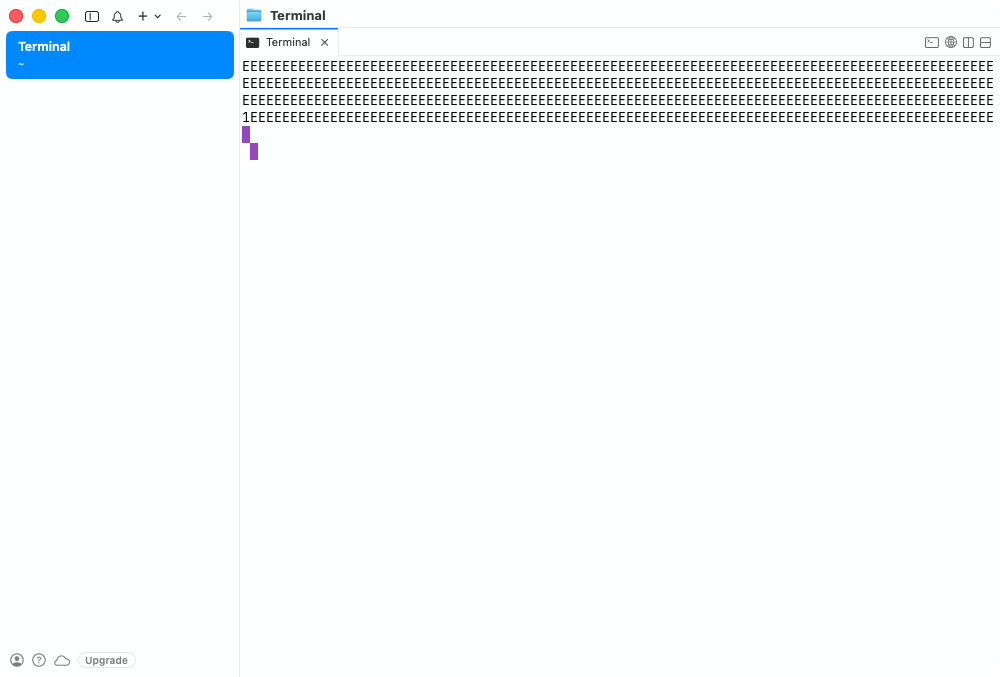 Terminal
~
Upgrade
Terminal
Terminal
EEEEEEEEEEEEEEEEEEEEEEEEEEEEEEEEEEEEEEEEEEEEEEEEEEEEEEEEEEEEEEEEEEEEEEEEEEEEEEEEEEEEEEEEEEEEEE
EEEEEEEEEEEEEEEEEEEEEEEEEEEEEEEEEEEEEEEEEEEEEEEEEEEEEEEEEEEEEEEEEEEEEEEEEEEEEEEEEEEEEEEEEEEEEE
EEEEEEEEEEEEEEEEEEEEEEEEEEEEEEEEEEEEEEEEEEEEEEEEEEEEEEEEEEEEEEEEEEEEEEEEEEEEEEEEEEEEEEEEEEEEEE
1EEEEEEEEEEEEEEEEEEEEEEEEEEEEEEEEEEEEEEEEEEEEEEEEEEEEEEEEEEEEEEEEEEEEEEEEEEEEEEEEEEEEEEEEEEEEE